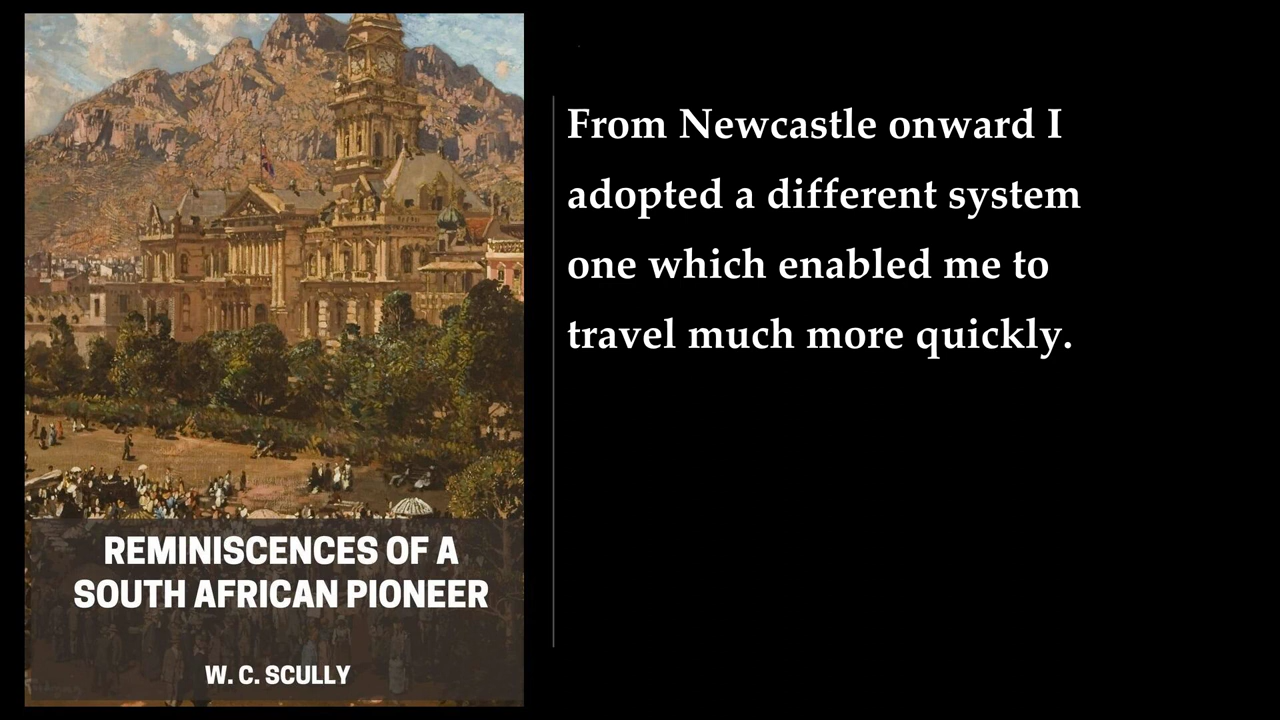 REMINISCENCES OF A
SOUTH AFRICAN PIONEER
W. C. SCULLY
From Newcastle onward I
adopted a different system
one which enabled me to
travel much more quickly.